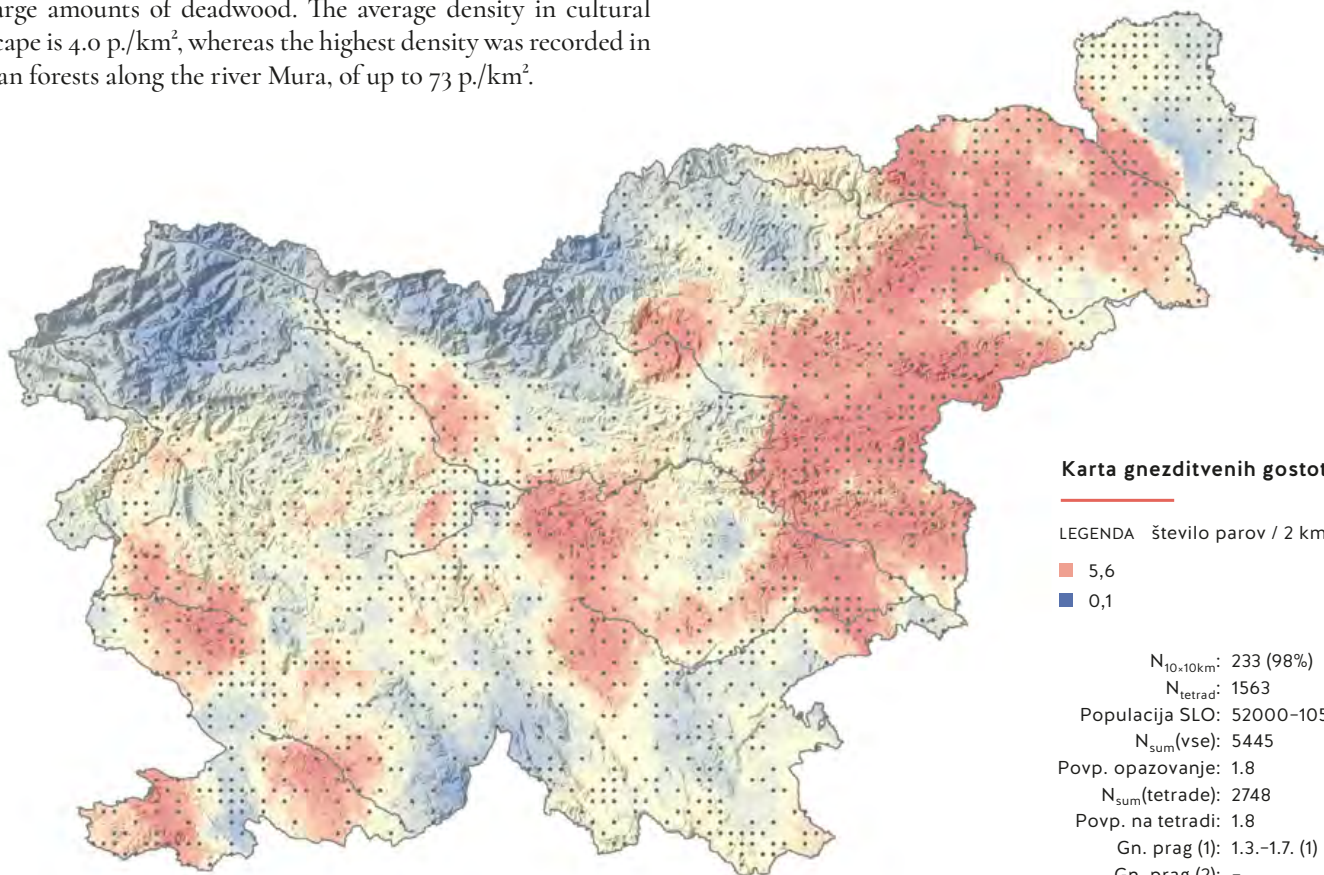 large amounts of deadwood. The average density in cultural
is 4.0 p./km², whereas the highest density was recorded in
forests along the river Mura, of up to 73 p./km².
Karta gnezditvenih gostot
LEGENDA število parov / 2 km
5,6
0,1
N10×10km: 233 (98%)
Ntetrad: 1563
Populacija SLO: 52000–105
Nsum(vse): 5445
Povp. opazovanje: 1.8
Nsum(tetrade): 2748
Povp. na tetradi: 1.8
Gn. prag (1): 1.3.–1.7. (1)
Gn. prag (2): –